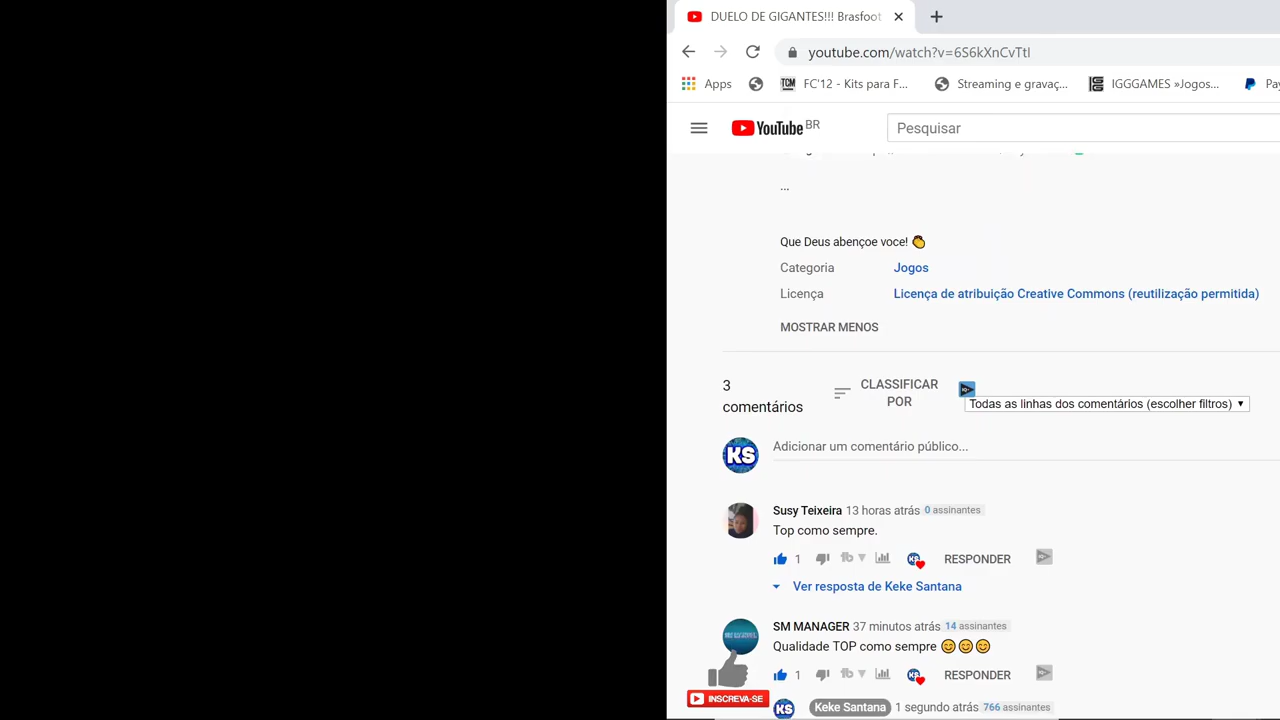 DUELO DE GIGANTES!!! Brasfoot
youtube.com/watch?v=6S6kXnCvTtI
Apps
TCM FC'12 - Kits para F...
Streaming e gravaç...
IGGGAMES »Jogos...
YouTube BR
Pesquisar
...
Que Deus abençoe voce!
Categoria Jogos
Licença Licença de atribuição Creative Commons (reutilização permitida)
MOSTRAR MENOS
3
comentários
CLASSIFICAR
POR
Todas as linhas dos comentários (escolher filtros)
KS Adicionar um comentário público...
Susy Teixeira 13 horas atrás 0 assinantes
Top como sempre.
1 RESPONDER
Ver resposta de Keke Santana
SM MANAGER 37 minutos atrás 14 assinantes
Qualidade TOP como sempre
1 RESPONDER
INSCREVA-SE
KS Keke Santana 1 segundo atrás 766 assinantes